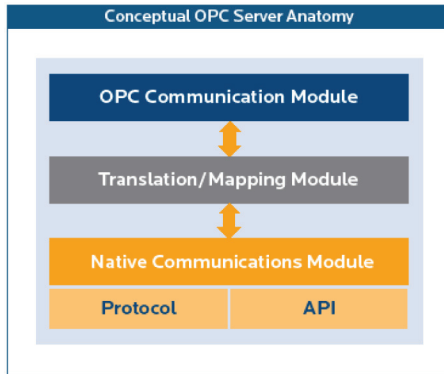 Conceptual OPC Server Anatomy
OPC Communication Module
Translation/Mapping Module
Native Communications Module
Protocol
API